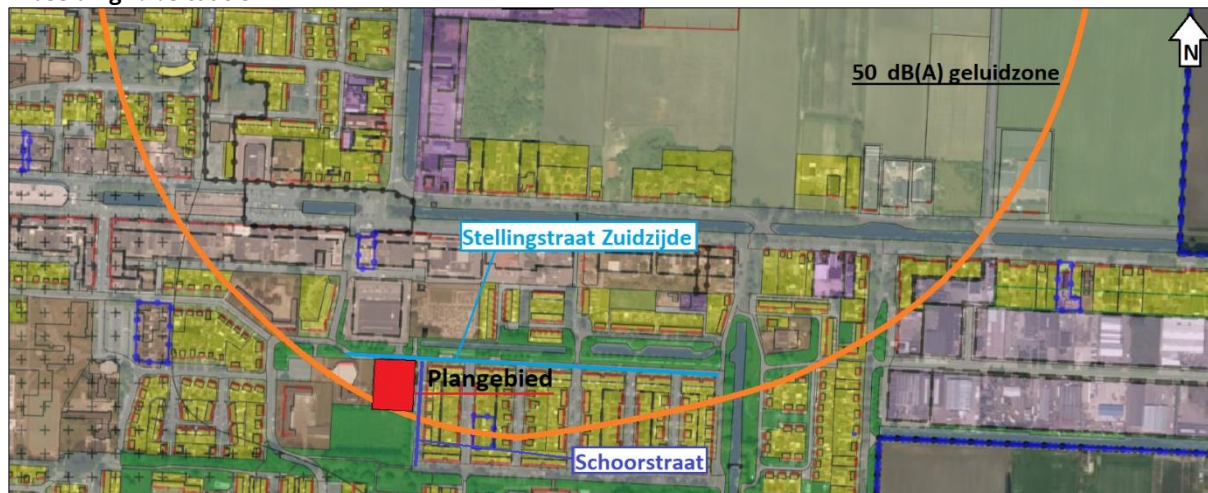 N
50 dB(A) geluidzone
Stellingstraat Zuidzijde
Plangebied
Schoorstraat